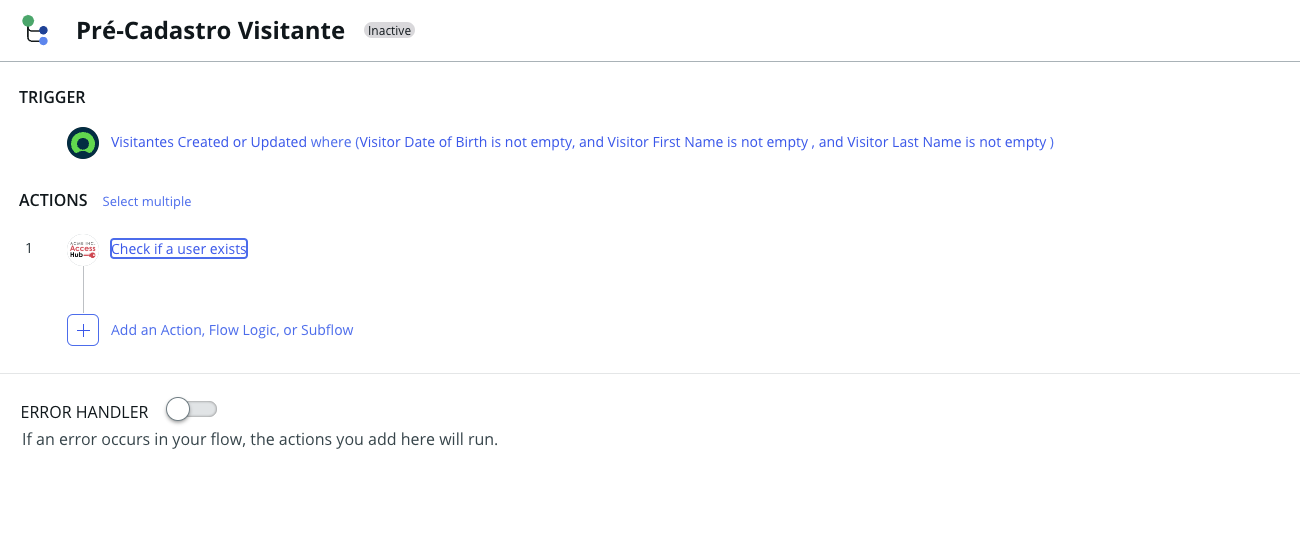 Pré-Cadastro Visitante Inactive
TRIGGER
Visitantes Created or Updated where (Visitor Date of Birth is not empty, and Visitor First Name is not empty , and Visitor Last Name is not empty )
ACTIONS Select multiple
1 ACME INC. Access Hub Check if a user exists
Add an Action, Flow Logic, or Subflow
ERROR HANDLER
If an error occurs in your flow, the actions you add here will run.